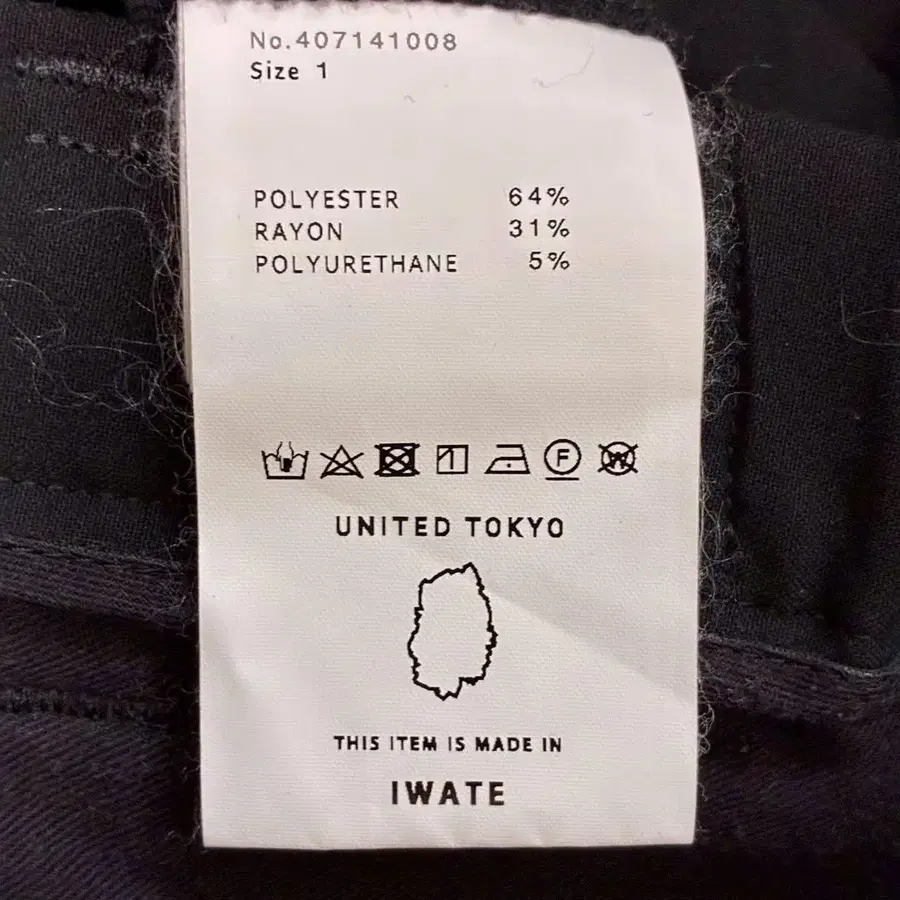 No.407141008
Size 1
POLYESTER 64%
RAYON 31%
POLYURETHANE 5%
F W
UNITED TOKYO
THIS ITEM IS MADE IN
IWATE